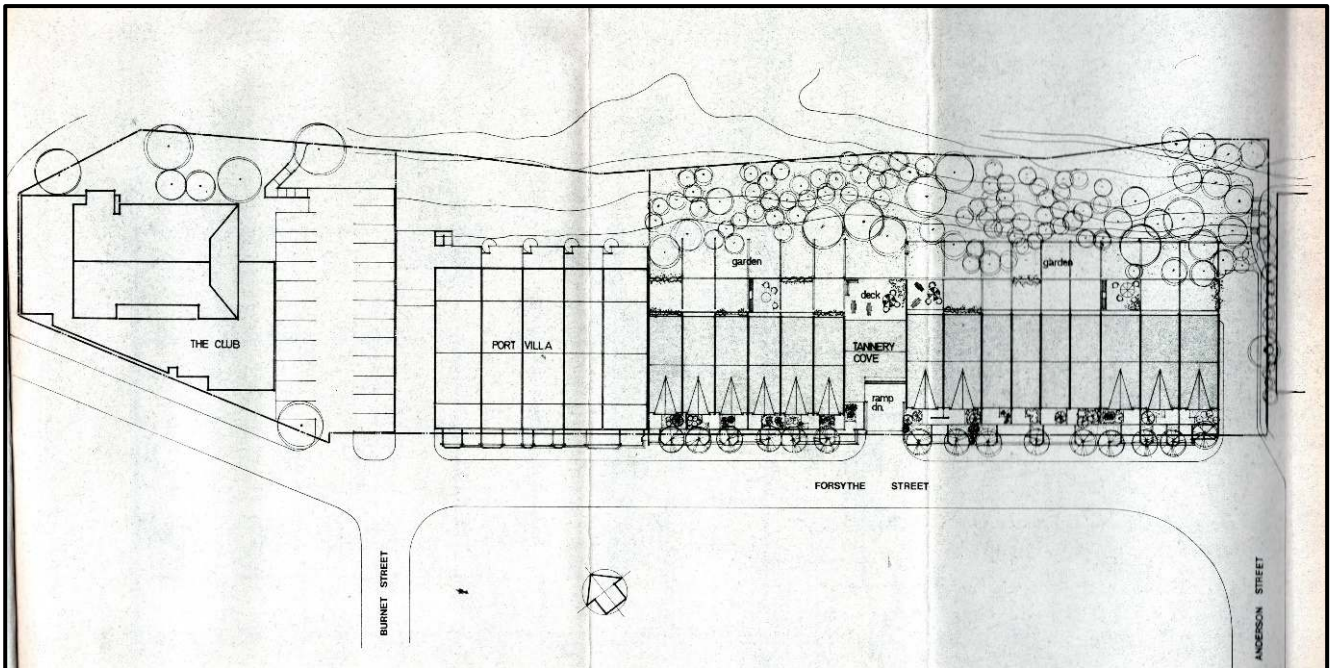 garden
garden
deck
THE CLUB
PORT VILLA
TANNERY
COVE
ramp
dn.
FORSYTHE STREET
BURNET STREET
ANDERSON STREET